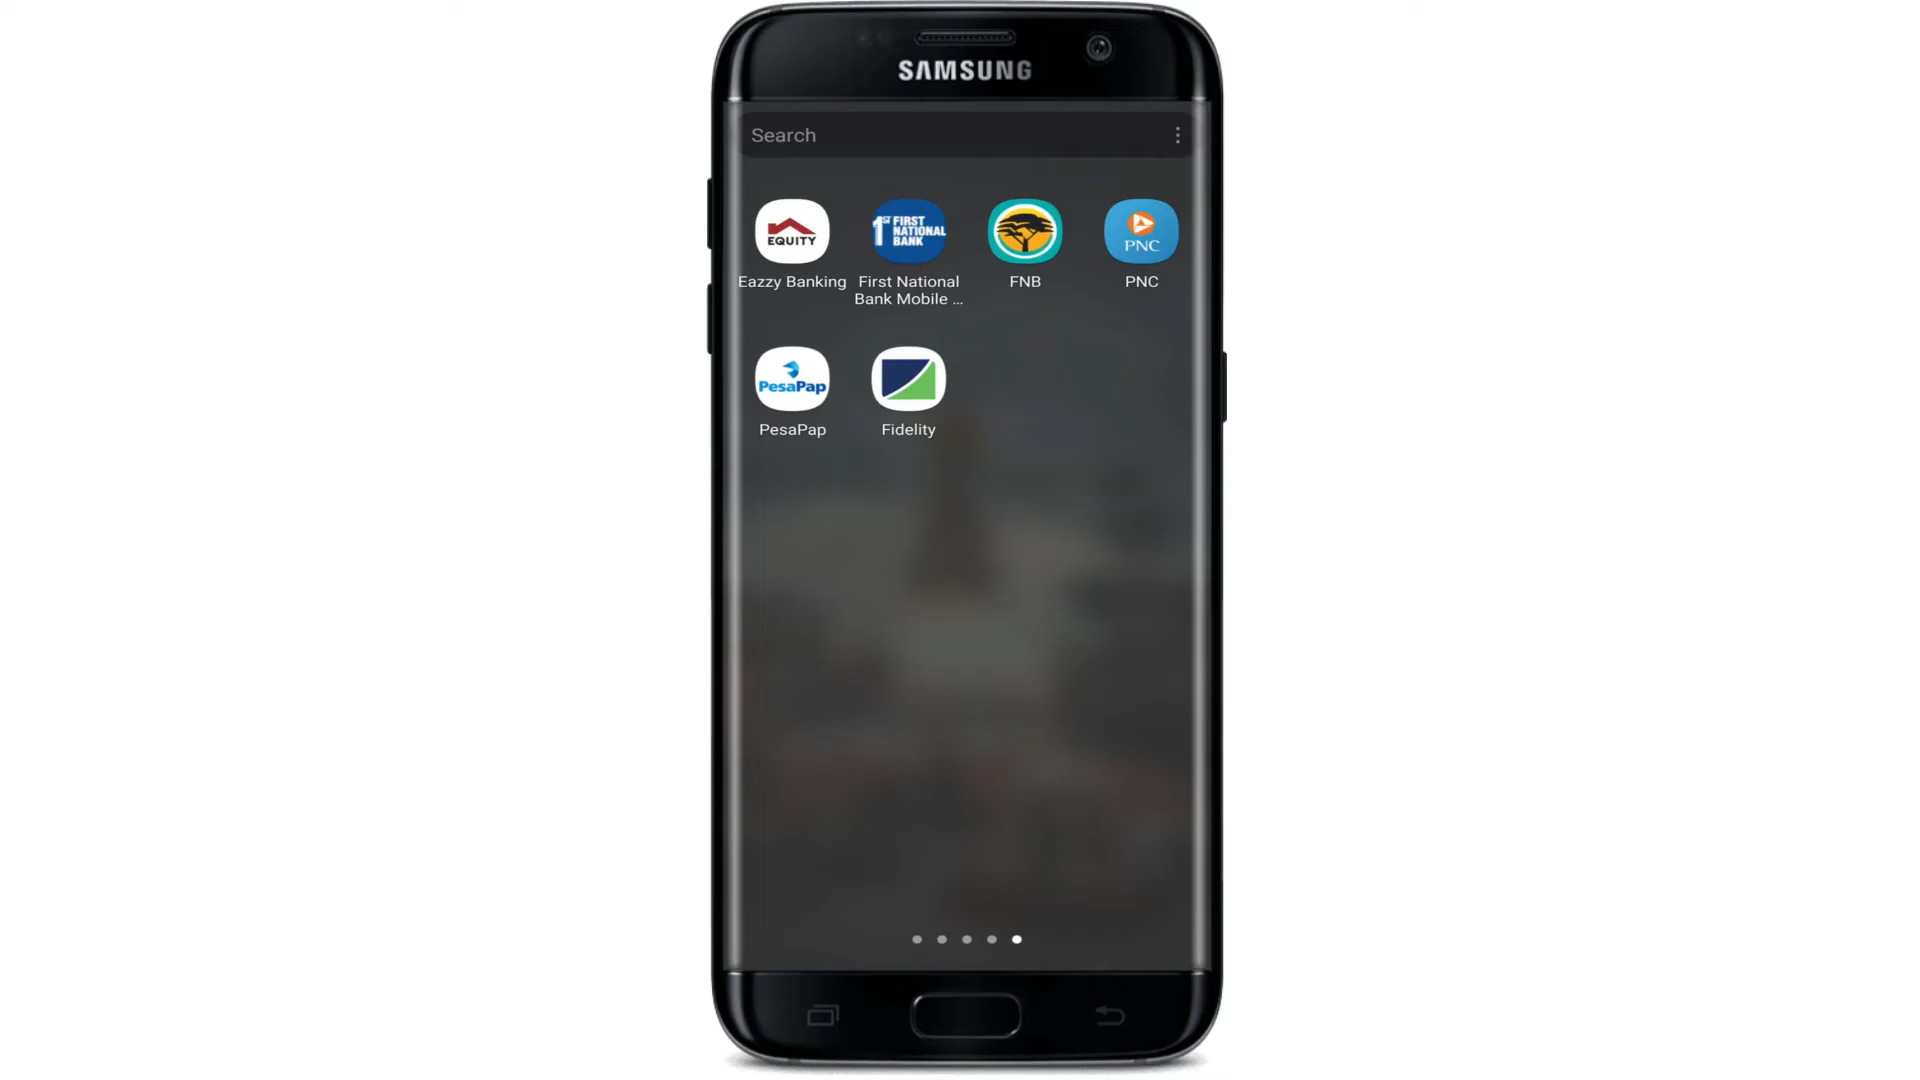 SAMSUNG
Search
EQUITY
1ST FIRST
NATIONAL
BANK
PNC
Eazzy Banking
First National
Bank Mobile ...
FNB
PNC
PesaPap
PesaPap
Fidelity